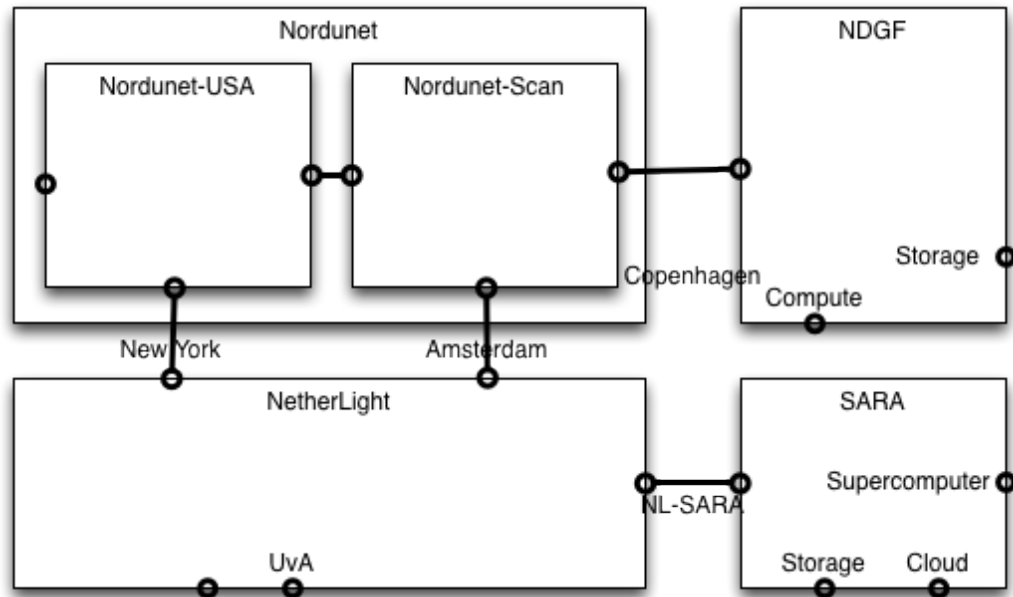 Nordunet
NDGF
Nordunet-USA
Nordunet-Scan
Storage
Copenhagen
Compute
New York
Amsterdam
NetherLight
SARA
Supercomputer
NL-SARA
UvA
Storage
Cloud